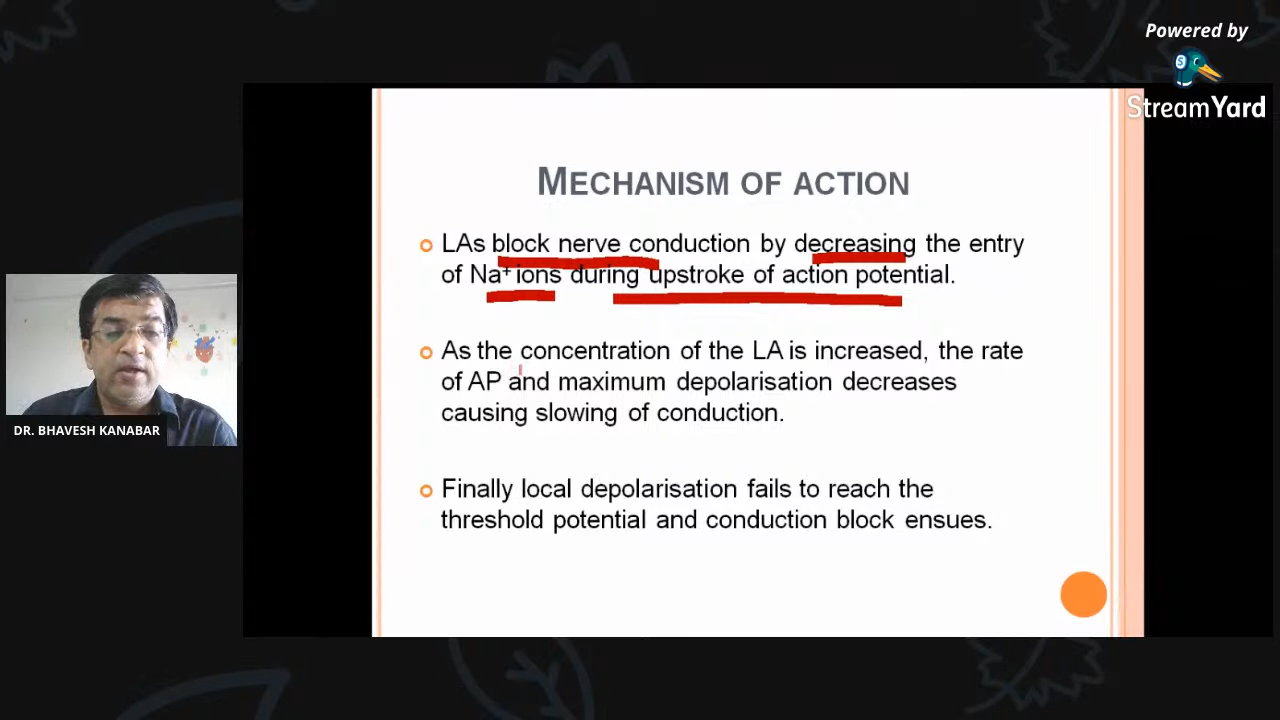 Powered by
StreamYard
MECHANISM OF ACTION
LAs block nerve conduction by decreasing the entry
of Na⁺ ions during upstroke of action potential.
As the concentration of the LA is increased, the rate
of AP and maximum depolarisation decreases
causing slowing of conduction.
Finally local depolarisation fails to reach the
threshold potential and conduction block ensues.
DR. BHAVESH KANABAR